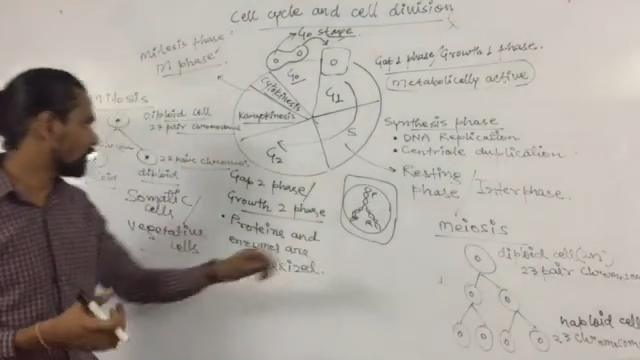 Cell cycle and cell division
G0 stage
Mitosis phase
M phase
G0
Cytokinesis
Karyokinesis
G1
S
G2
Gap 1 phase/Growth 1 phase.
Metabolically active
Synthesis phase
• DNA Replication
• Centriole duplication
Resting phase/
Interphase.
Gap 2 phase/
Growth 2 phase
• Proteins and
enzymes are
Diploid cell
23 pair chromosomes
23 pair chromosomes
diploid
Somatic
cells
Vegetative
cells
Meiosis
diploid cell (2n)
23 pair
haploid cell
23